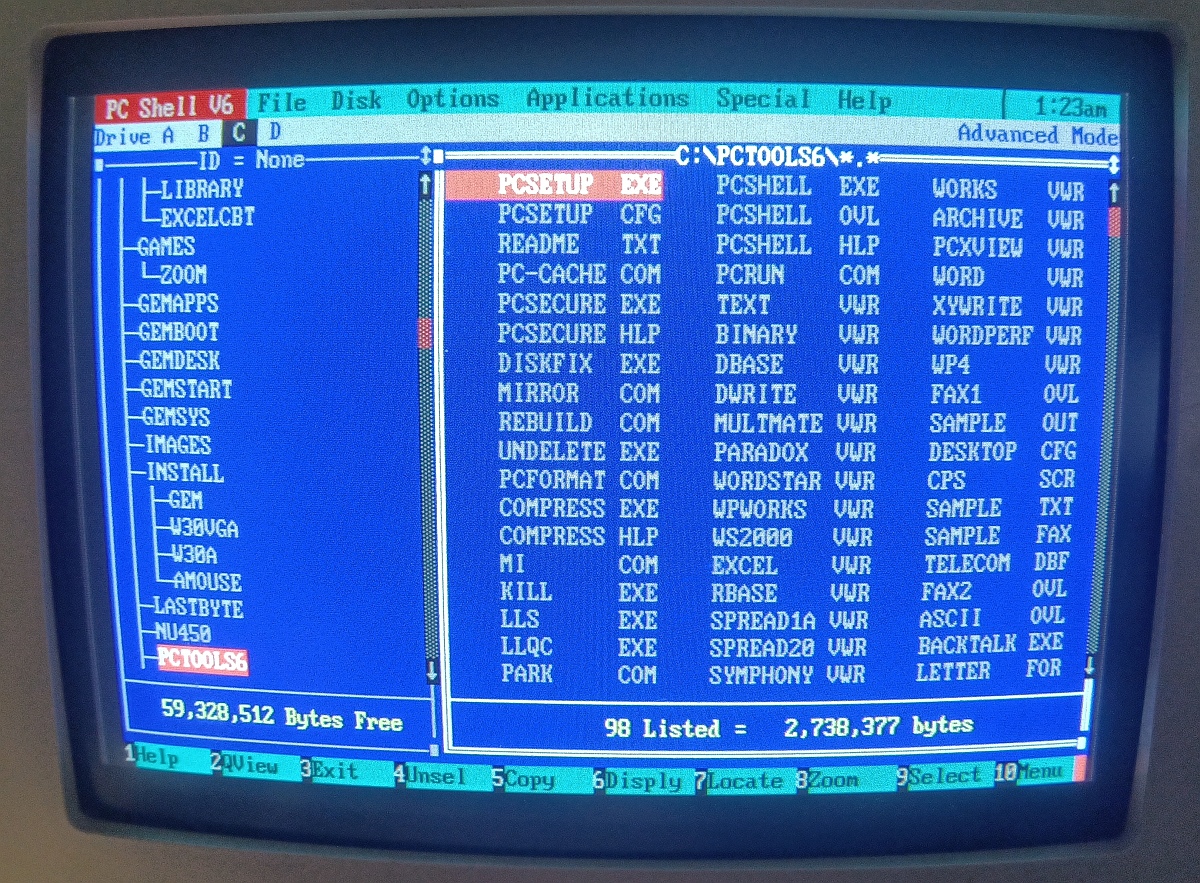 PC Shell V6 File Disk Options Applications Special Help 1:23am
Drive A B C D Advanced Mode
ID = None
LIBRARY
EXCELCBT
GAMES
ZOOM
GEMAPPS
GEMBOOT
GEMDESK
GEMSTART
GEMSYS
IMAGES
INSTALL
GEM
W30VGA
W30A
AMOUSE
LASTBYTE
NU450
PCTOOLS6
59,328,512 Bytes Free
C:\PCTOOLS6\*.*
PCSETUP EXE PCSHELL EXE WORKS VWR
PCSETUP CFG PCSHELL OVL ARCHIVE VWR
README TXT PCSHELL HLP PCXVIEW VWR
PC-CACHE COM PCRUN COM WORD VWR
PCSECURE EXE TEXT VWR XYWRITE VWR
PCSECURE HLP BINARY VWR WORDPERF VWR
DISKFIX EXE DBASE VWR WP4 VWR
MIRROR COM DWRITE VWR FAX1 OVL
REBUILD COM MULTMATE VWR SAMPLE OUT
UNDELETE EXE PARADOX VWR DESKTOP CFG
PCFORMAT COM WORDSTAR VWR CPS SCR
COMPRESS EXE WPWORKS VWR SAMPLE TXT
COMPRESS HLP WS2000 VWR SAMPLE FAX
MI COM EXCEL VWR TELECOM DBF
KILL EXE RBASE VWR FAX2 OVL
LLS EXE SPREAD1A VWR ASCII OVL
LLQC EXE SPREAD20 VWR BACKTALK EXE
PARK COM SYMPHONY VWR LETTER FOR
98 Listed = 2,738,377 bytes
1Help 2QView 3Exit 4Unsel 5Copy 6Disply 7Locate 8Zoom 9Select 10Menu